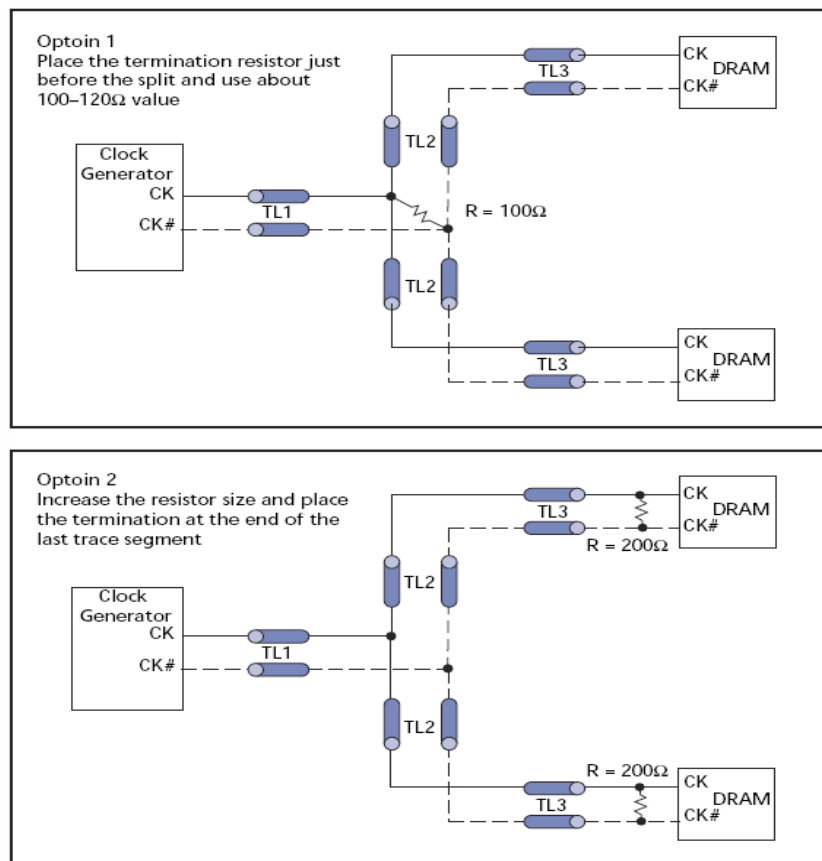 Optoin 1
Place the termination resistor just
before the split and use about
100–120Ω value
Clock
Generator
CK
CK#
TL1
TL2
TL2
R = 100Ω
TL3
CK
DRAM
CK#
TL3
CK
DRAM
CK#
Optoin 2
Increase the resistor size and place
the termination at the end of the
last trace segment
Clock
Generator
CK
CK#
TL1
TL2
TL2
TL3
R = 200Ω
CK
DRAM
CK#
R = 200Ω
TL3
CK
DRAM
CK#